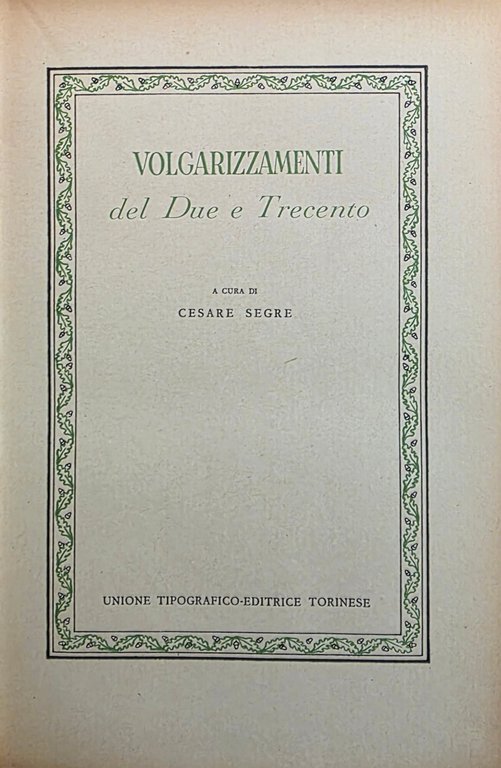 VOLGARIZZAMENTI
del Due e Trecento
A CURA DI
CESARE SEGRE
UNIONE TIPOGRAFICO-EDITRICE TORINESE